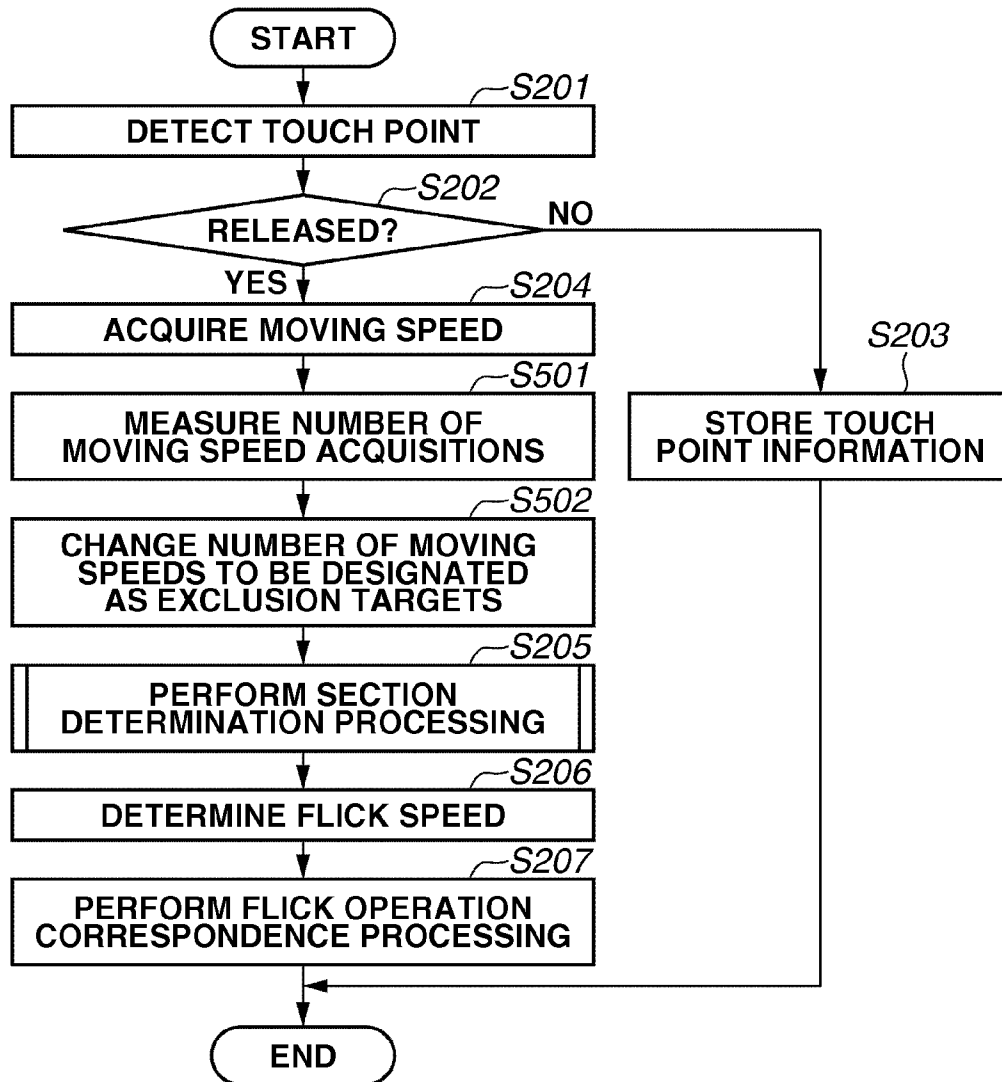 START
S201
DETECT TOUCH POINT
S202
RELEASED?
NO
YES
S204
ACQUIRE MOVING SPEED
S203
STORE TOUCH
POINT INFORMATION
S501
MEASURE NUMBER OF
MOVING SPEED ACQUISITIONS
S502
CHANGE NUMBER OF MOVING
SPEEDS TO BE DESIGNATED
AS EXCLUSION TARGETS
S205
PERFORM SECTION
DETERMINATION PROCESSING
S206
DETERMINE FLICK SPEED
S207
PERFORM FLICK OPERATION
CORRESPONDENCE PROCESSING
END